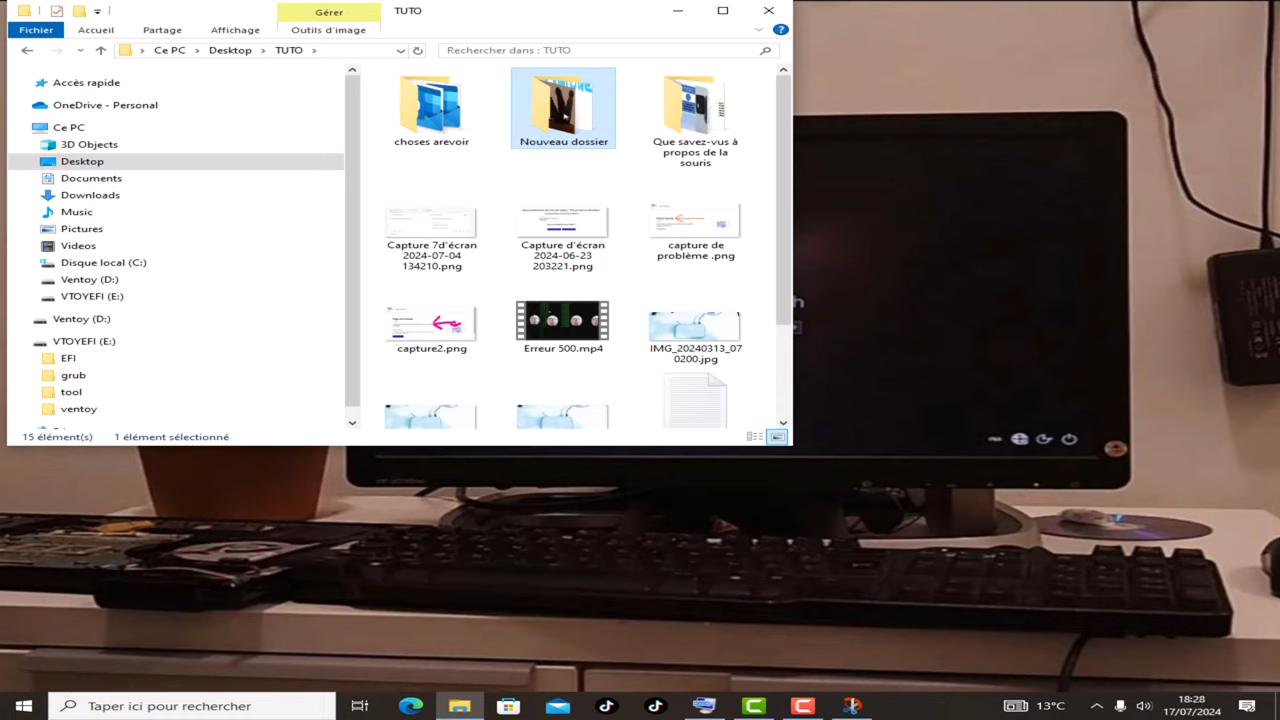 Gérer
TUTO
Fichier
Accueil
Partage
Affichage
Outils d'image
Ce PC
Desktop
TUTO
Rechercher dans : TUTO
Accès rapide
OneDrive - Personal
Ce PC
3D Objects
Desktop
Documents
Downloads
Music
Pictures
Videos
Disque local (C:)
Ventoy (D:)
VTOYEFI (E:)
Ventoy (D:)
VTOYEFI (E:)
EFI
grub
tool
ventoy
choses arevoir
Nouveau dossier
Que savez-vus à
propos de la
souris
Capture 7d'écran
2024-07-04
134210.png
Capture d'écran
2024-06-23
203221.png
capture de
problème .png
capture2.png
Erreur 500.mp4
IMG_20240313_07
0200.jpg
15 élément(s)
1 élément sélectionné
Taper ici pour rechercher
13°C
18:28
17/07/2024